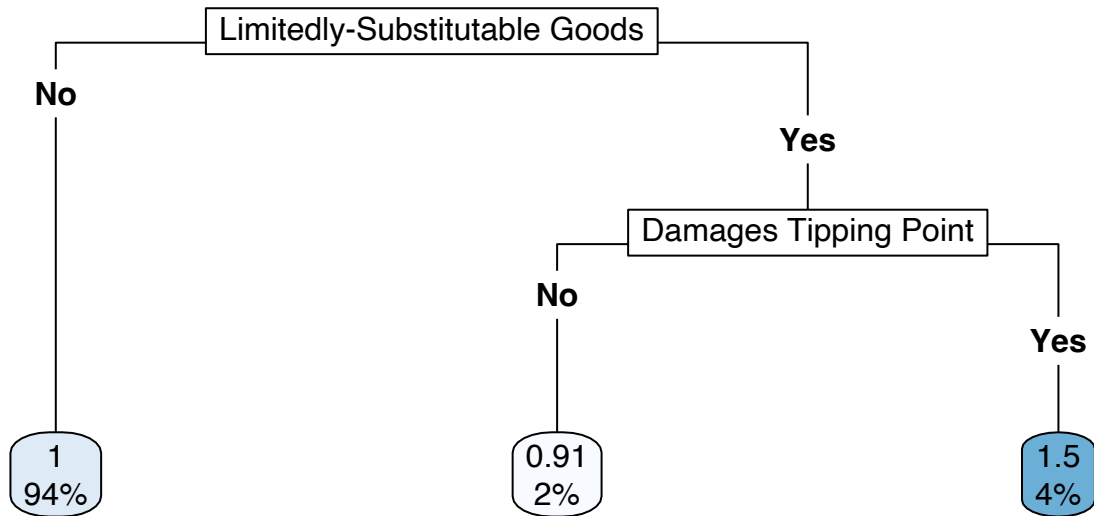 Limitedly-Substitutable Goods
No
Yes
Damages Tipping Point
No
Yes
1
94%
0.91
2%
1.5
4%